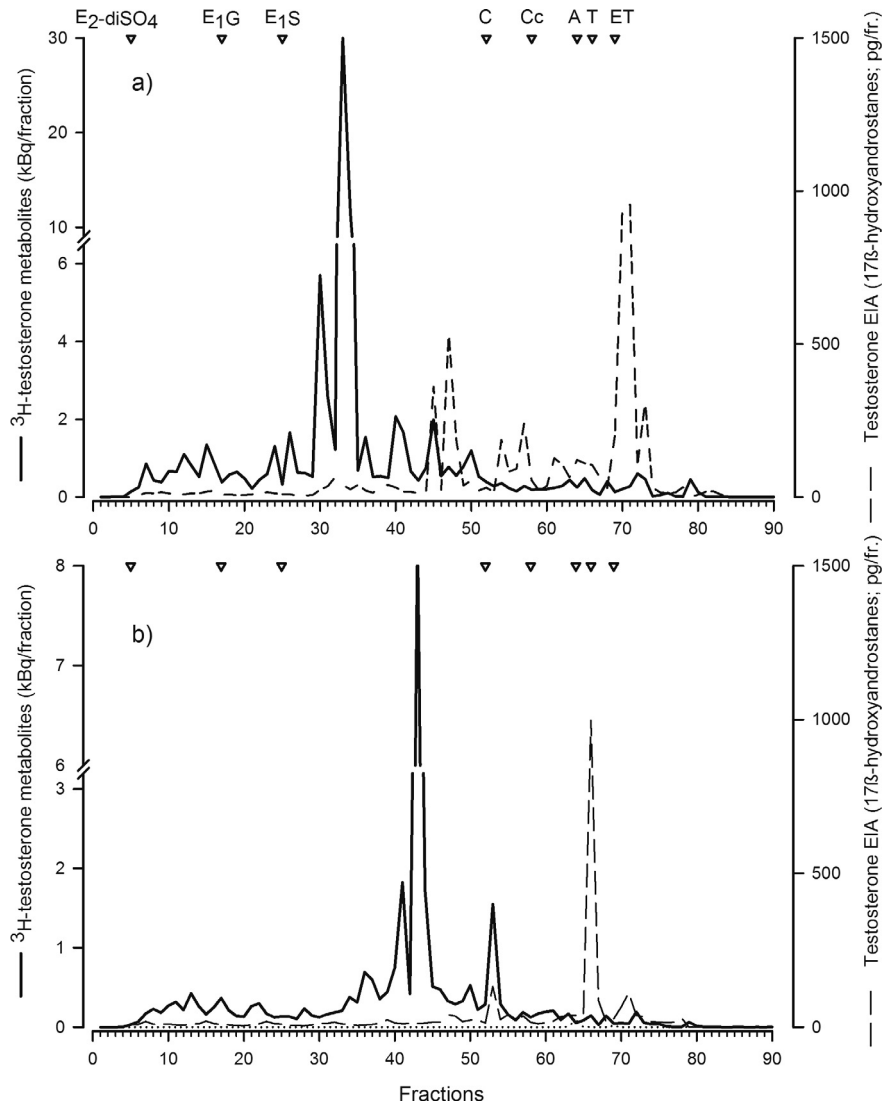 E₂-diSO4 E₁G E₁S C Cc A T ET
30 1500
a)
20
1000
10
6
4 500
2
0 0
0 10 20 30 40 50 60 70 80 90
³H-testosterone metabolites (kBq/fraction)
Testosterone EIA (17ß-hydroxyandrostanes; pg/fr.)
8 1500
b)
7
1000
6
3
2 500
1
0 0
0 10 20 30 40 50 60 70 80 90
³H-testosterone metabolites (kBq/fraction)
Testosterone EIA (17ß-hydroxyandrostanes; pg/fr.)
Fractions